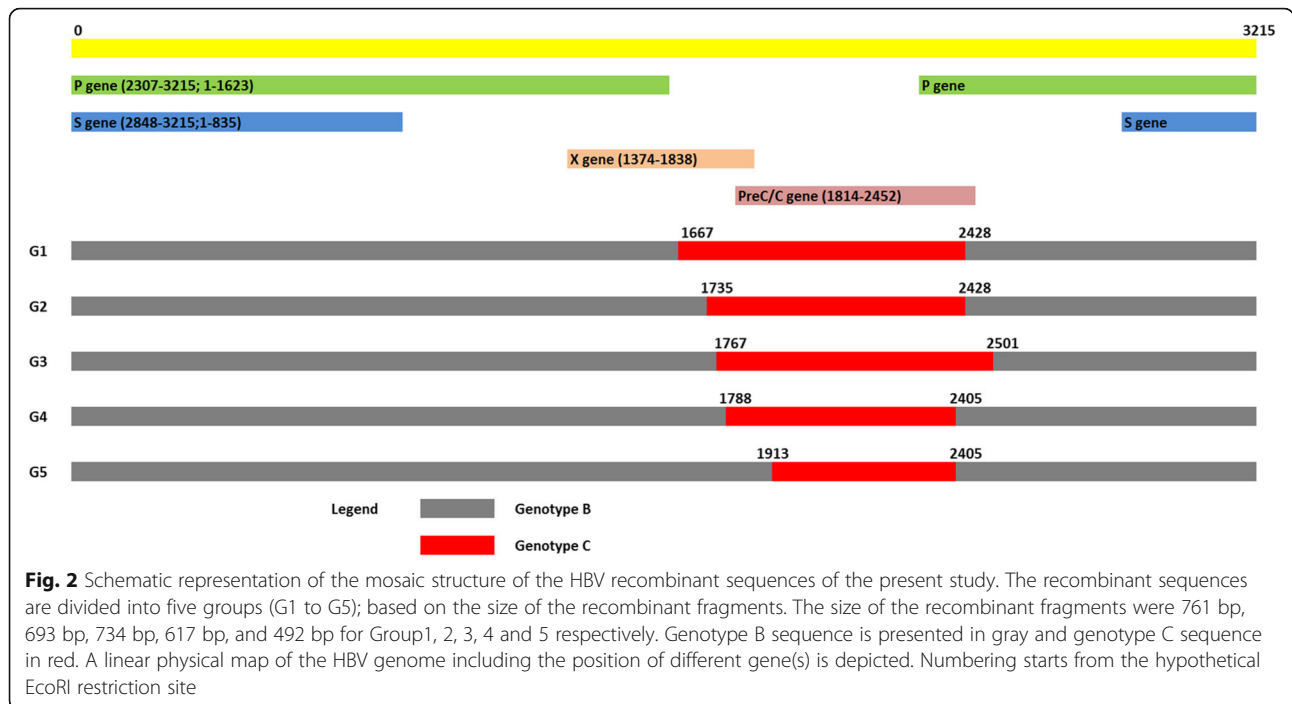 0 3215
P gene (2307-3215; 1-1623) P gene
S gene (2848-3215;1-835) S gene
X gene (1374-1838)
PreC/C gene (1814-2452)
1667 2428
G1
1735 2428
G2
1767 2501
G3
1788 2405
G4
1913 2405
G5
Legend Genotype B
Genotype C
Fig. 2 Schematic representation of the mosaic structure of the HBV recombinant sequences of the present study. The recombinant sequences
are divided into five groups (G1 to G5); based on the size of the recombinant fragments. The size of the recombinant fragments were 761 bp,
693 bp, 734 bp, 617 bp, and 492 bp for Group1, 2, 3, 4 and 5 respectively. Genotype B sequence is presented in gray and genotype C sequence
in red. A linear physical map of the HBV genome including the position of different gene(s) is depicted. Numbering starts from the hypothetical
EcoRI restriction site